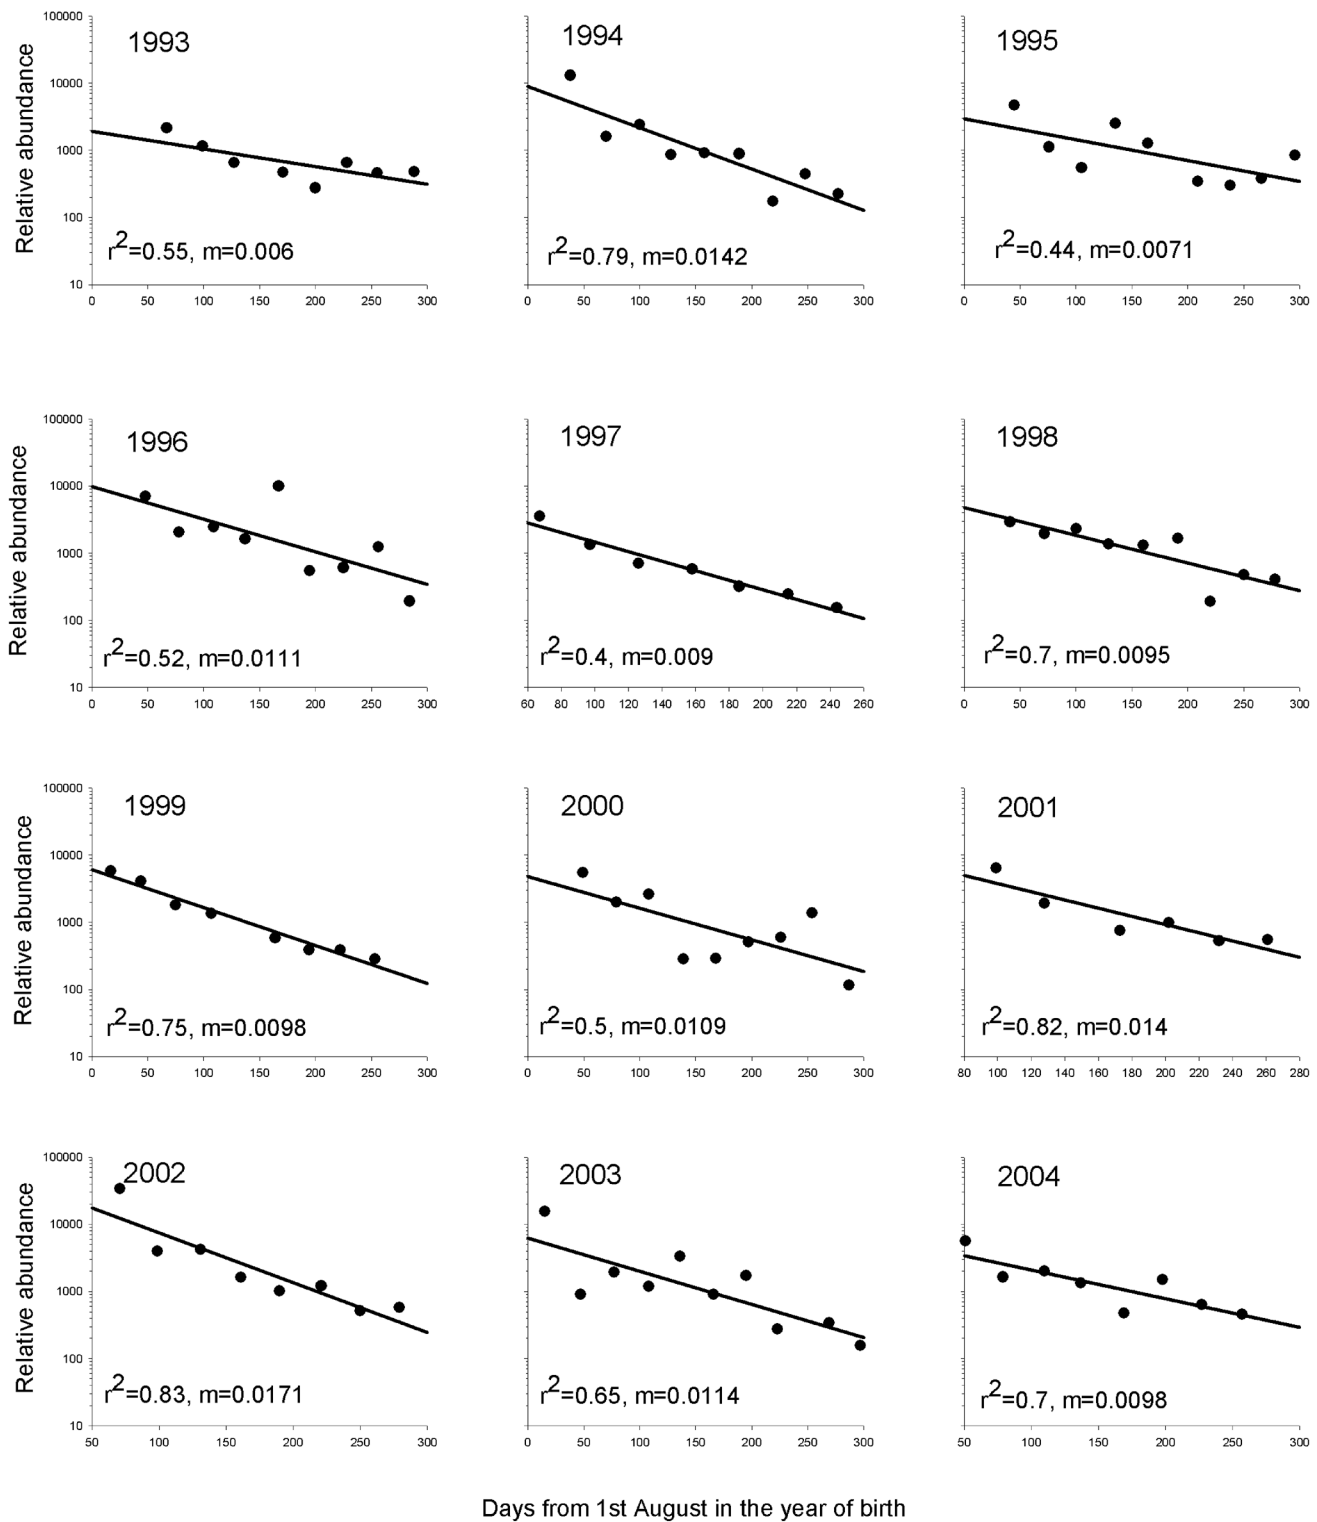 1993
1994
1995
Relative abundance
100000
10000
1000
100
10
r2=0.55, m=0.006
r2=0.79, m=0.0142
r2=0.44, m=0.0071
0 50 100 150 200 250 300
0 50 100 150 200 250 300
0 50 100 150 200 250 300
1996
1997
1998
Relative abundance
100000
10000
1000
100
10
r2=0.52, m=0.0111
r2=0.4, m=0.009
r2=0.7, m=0.0095
0 50 100 150 200 250 300
60 80 100 120 140 160 180 200 220 240 260
0 50 100 150 200 250 300
1999
2000
2001
Relative abundance
100000
10000
1000
100
10
r2=0.75, m=0.0098
r2=0.5, m=0.0109
r2=0.82, m=0.014
0 50 100 150 200 250 300
0 50 100 150 200 250 300
80 100 120 140 160 180 200 220 240 260 280
2002
2003
2004
Relative abundance
100000
10000
1000
100
10
r2=0.83, m=0.0171
r2=0.65, m=0.0114
r2=0.7, m=0.0098
50 100 150 200 250 300
0 50 100 150 200 250 300
50 100 150 200 250 300
Days from 1st August in the year of birth